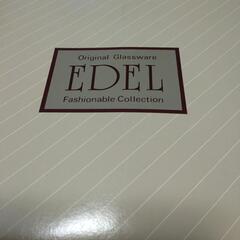 Original Glassware
EDEL
Fashionable Collection